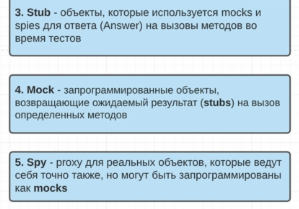 3. Stub - объекты, которые используется mocks и
spies для ответа (Answer) на вызовы методов во
время тестов
4. Mock - запрограммированные объекты,
возвращающие ожидаемый результат (stubs) на вызов
определенных методов
5. Spy - proxy для реальных объектов, которые ведут
себя точно также, но могут быть запрограммированы
как mocks